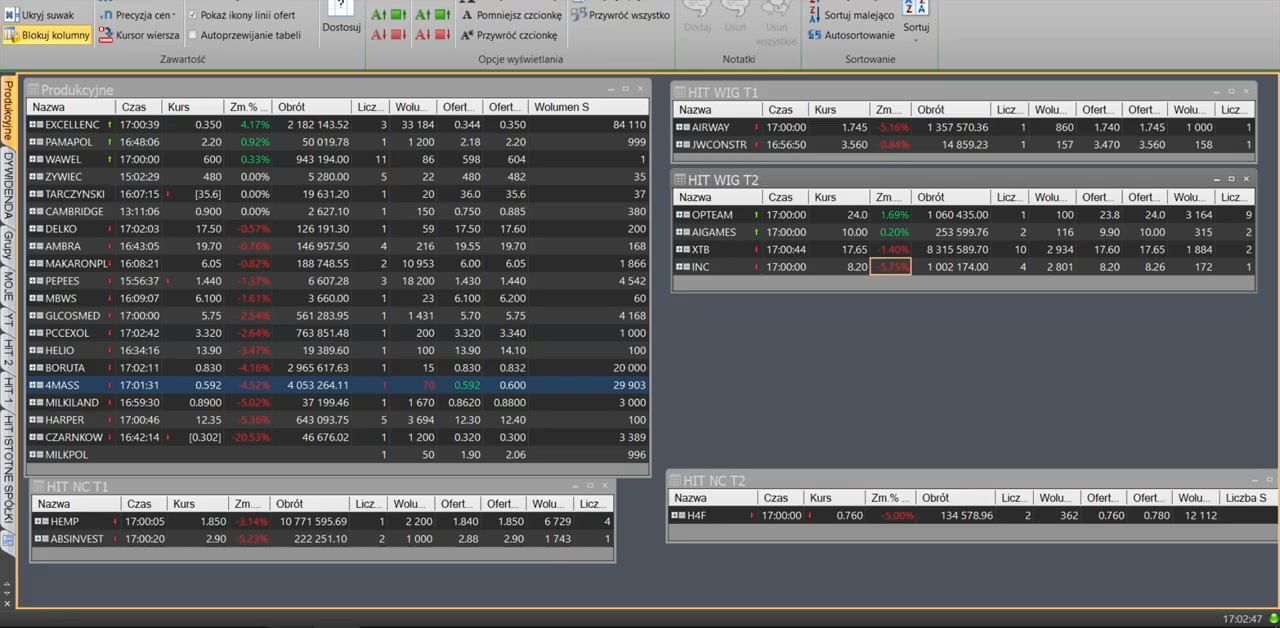 Ukryj suwak Precyzja cen Pokaż ikony linii ofert Pomniejsz czcionkę Przywróć wszystko Sortuj malejąco
Blokuj kolumny Kursor wiersza Autoprzewijanie tabeli Dostosuj Przywróć czcionkę Dodaj Usuń Usuń wszystkie Autosortowanie Sortuj
Zawartość Opcje wyświetlania Notatki Sortowanie
Produkcyjne
DYWIDENDA
Grupy
MOJE
YT
HIT 2
HIT 1
HIT ISTOTNE SPÓŁKI
Produkcyjne
Nazwa Czas Kurs Zm.% ... Obrót Licz... Wolu... Ofert... Ofert... Wolumen S
EXCELLENC 17:00:39 0.350 4.17% 2 182 143.52 3 33 184 0.344 0.350 84 110
PAMAPOL 16:48:06 2.20 0.92% 50 019.78 1 1 200 2.18 2.20 999
WAWEL 17:00:00 600 0.33% 943 194.00 11 86 598 604 1
ZYWIEC 15:02:29 480 0.00% 5 280.00 5 22 480 482 35
TARCZYNSKI 16:07:15 [35.6] 0.00% 19 631.20 1 20 36.0 35.6 37
CAMBRIDGE 13:11:06 0.900 0.00% 2 627.10 1 150 0.750 0.885 380
DELKO 17:02:03 17.50 -0.57% 126 191.30 1 59 17.50 17.60 200
AMBRA 16:43:05 19.70 -0.76% 146 957.50 4 216 19.55 19.70 168
MAKARONPL 16:08:21 6.05 -0.82% 188 748.55 2 10 953 6.00 6.05 1 866
PEPEES 15:56:37 1.440 -1.37% 6 607.28 3 18 200 1.430 1.440 4 542
MBWS 16:09:07 6.100 -1.61% 3 660.00 1 23 6.100 6.200 60
GLCOSMED 17:00:00 5.75 -2.54% 561 283.95 1 1 431 5.70 5.75 4 168
PCCEXOL 17:02:42 3.320 -2.64% 763 851.48 1 200 3.320 3.340 1 000
HELIO 16:34:16 13.90 -3.47% 19 389.60 1 100 13.90 14.10 100
BORUTA 17:02:11 0.830 -4.16% 2 965 617.63 1 15 0.830 0.832 20 000
4MASS 17:01:31 0.592 -4.52% 4 053 264.11 1 70 0.592 0.600 29 903
MILKILAND 16:59:30 0.8900 -5.02% 37 199.46 1 1 670 0.8620 0.8800 3 000
HARPER 17:00:46 12.35 -5.36% 643 093.75 5 3 694 12.30 12.40 100
CZARNKOW 16:42:14 [0.302] -20.53% 46 676.02 1 1 200 0.320 0.300 3 389
MILKPOL 1 50 1.90 2.06 996
HIT WIG T1
Nazwa Czas Kurs Zm.... Obrót Licz... Wolu... Ofert... Ofert... Wolu... Licz...
AIRWAY 17:00:00 1.745 -5.16% 1 357 570.36 1 860 1.740 1.745 1 000 1
JWCONSTR 16:56:50 3.560 -0.84% 14 859.23 1 157 3.470 3.560 158 1
HIT WIG T2
Nazwa Czas Kurs Zm.... Obrót Licz... Wolu... Ofert... Ofert... Wolu... Licz...
OPTEAM 17:00:00 24.0 1.69% 1 060 435.00 1 100 23.8 24.0 3 164 9
AIGAMES 17:00:00 10.00 0.20% 253 599.76 2 116 9.90 10.00 315 2
XTB 17:00:44 17.65 -1.40% 8 315 589.70 10 2 934 17.60 17.65 1 884 2
INC 17:00:00 8.20 -5.75% 1 002 174.00 4 2 801 8.20 8.26 172 1
HIT NC T1
Nazwa Czas Kurs Zm.... Obrót Licz... Wolu... Ofert... Ofert... Wolu... Licz...
HEMP 17:00:05 1.850 -3.14% 10 771 595.69 1 2 200 1.840 1.850 6 729 4
ABSINVEST 17:00:20 2.90 -5.23% 222 251.10 2 1 000 2.88 2.90 1 743 1
HIT NC T2
Nazwa Czas Kurs Zm.% ... Obrót Licz... Wolu... Ofert... Ofert... Wolu... Liczba S
H4F 17:00:00 0.760 -5.00% 134 578.96 2 362 0.760 0.780 12 112
17:02:47